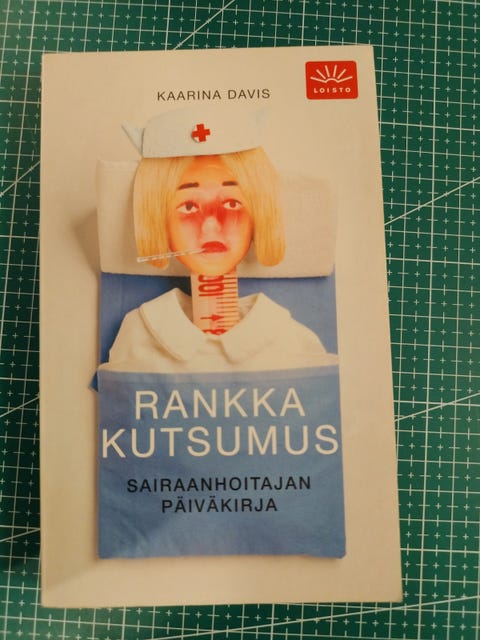 KAARINA DAVIS
LOISTO
RANKKA
KUTSUMUS
SAIRAANHOITAJAN
PÄIVÄKIRJA